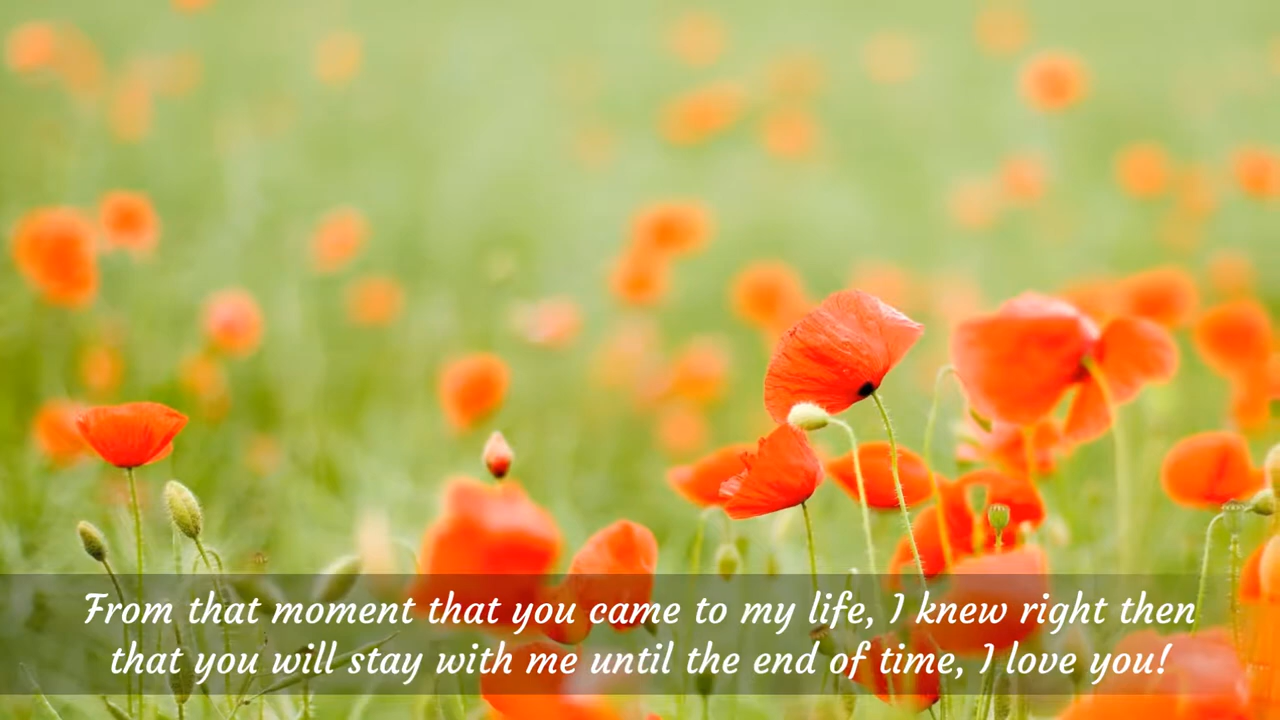 From that moment that you came to my life, I knew right then
that you will stay with me until the end of time, I love you!